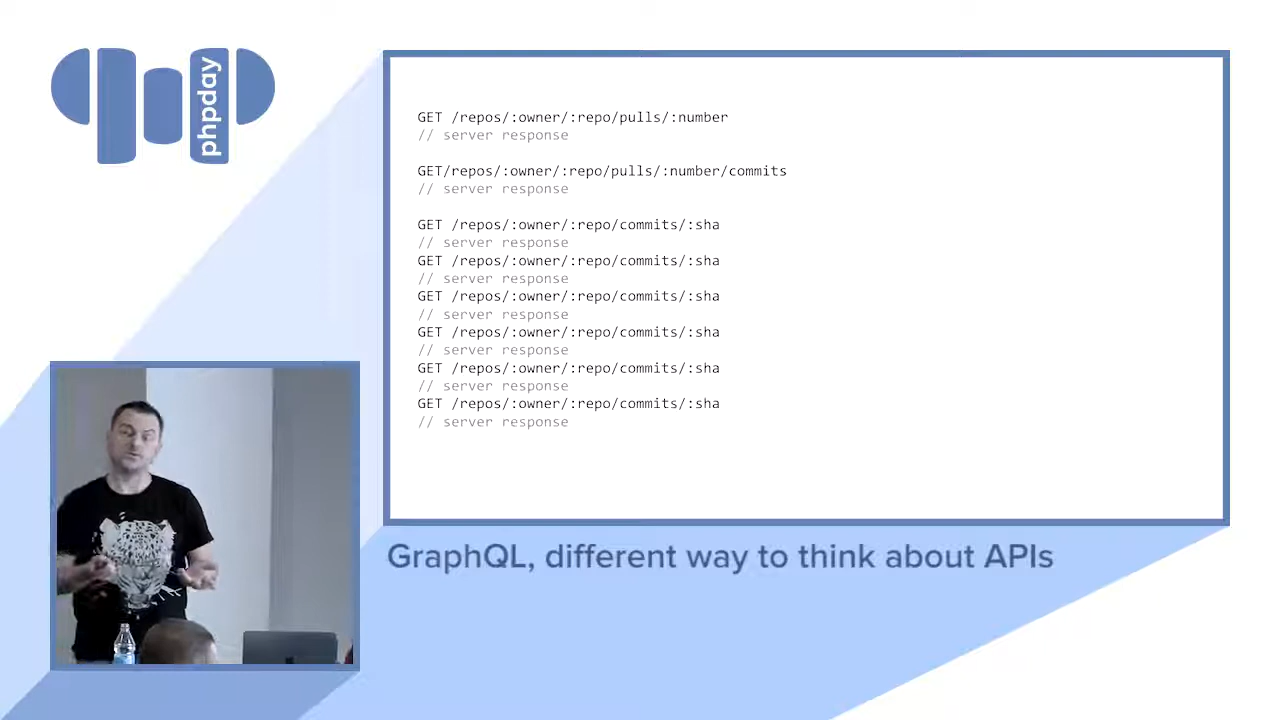 phpday
GET /repos/:owner/:repo/pulls/:number
// server response
GET/repos/:owner/:repo/pulls/:number/commits
// server response
GET /repos/:owner/:repo/commits/:sha
// server response
GET /repos/:owner/:repo/commits/:sha
// server response
GET /repos/:owner/:repo/commits/:sha
// server response
GET /repos/:owner/:repo/commits/:sha
// server response
GET /repos/:owner/:repo/commits/:sha
// server response
GET /repos/:owner/:repo/commits/:sha
// server response
GraphQL, different way to think about APIs